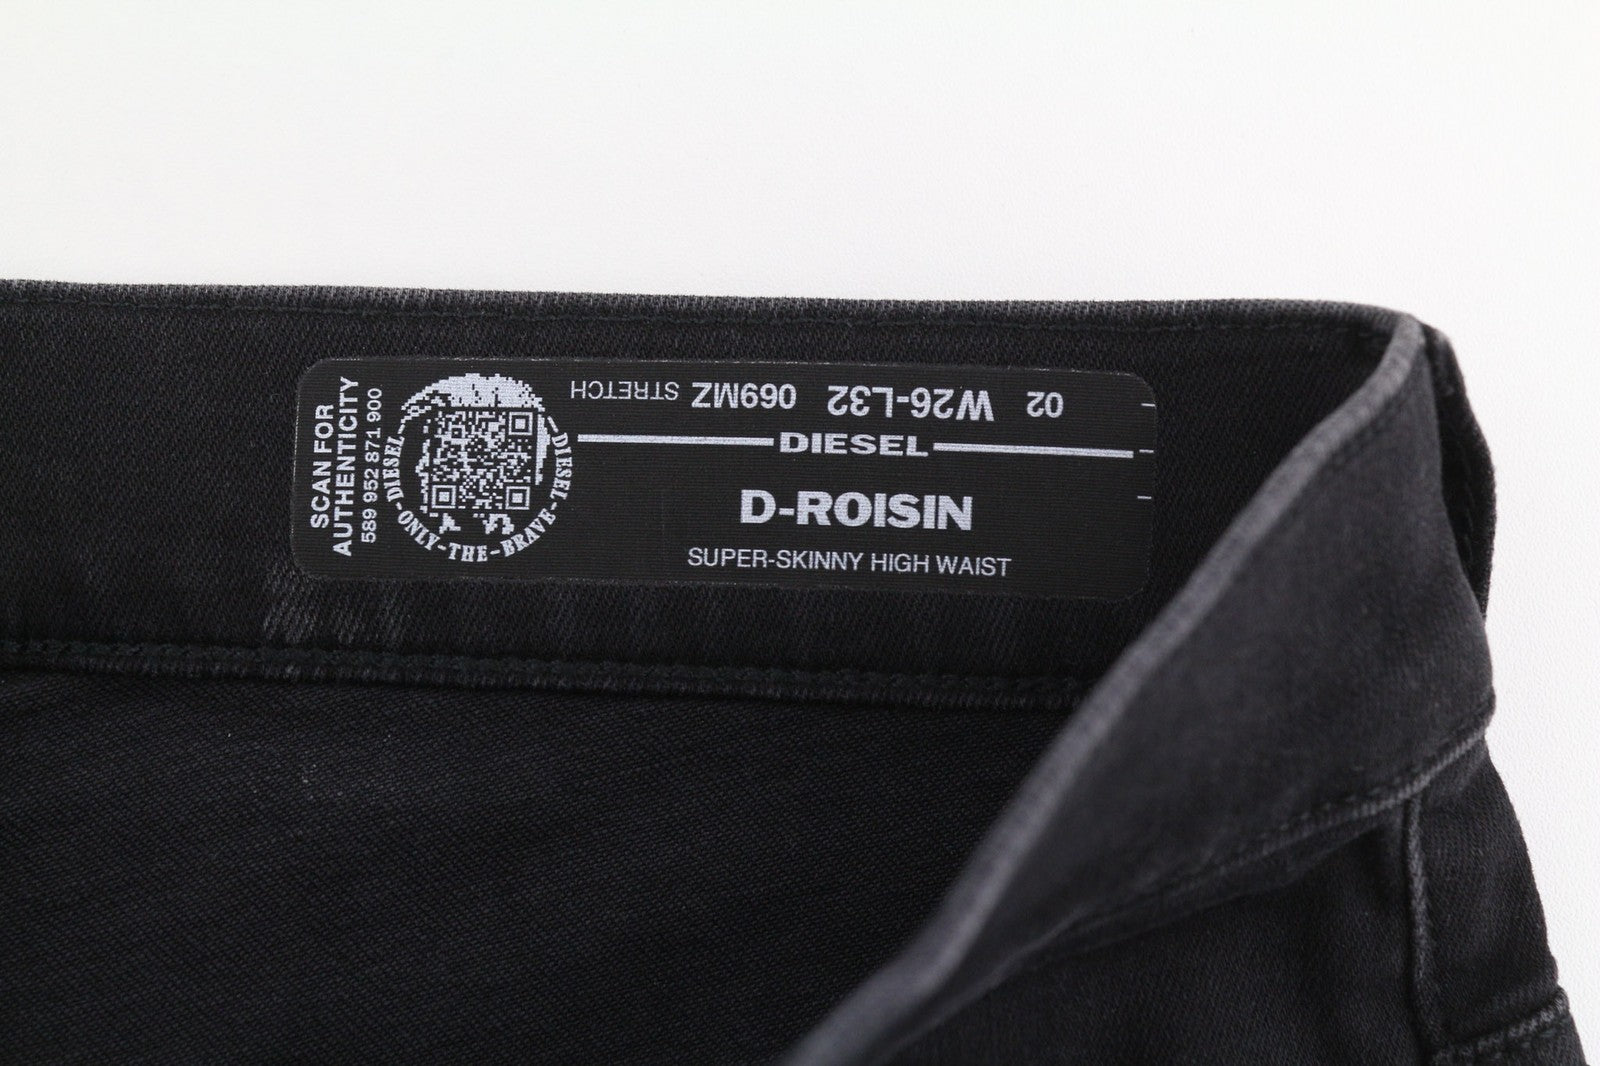 SCAN FOR
AUTHENTICITY
589 952 871 900
DIESEL-ONLY-THE-BRAVE-DIESEL
02 W26-L32 069MZ STRETCH
DIESEL
D-ROISIN
SUPER-SKINNY HIGH WAIST